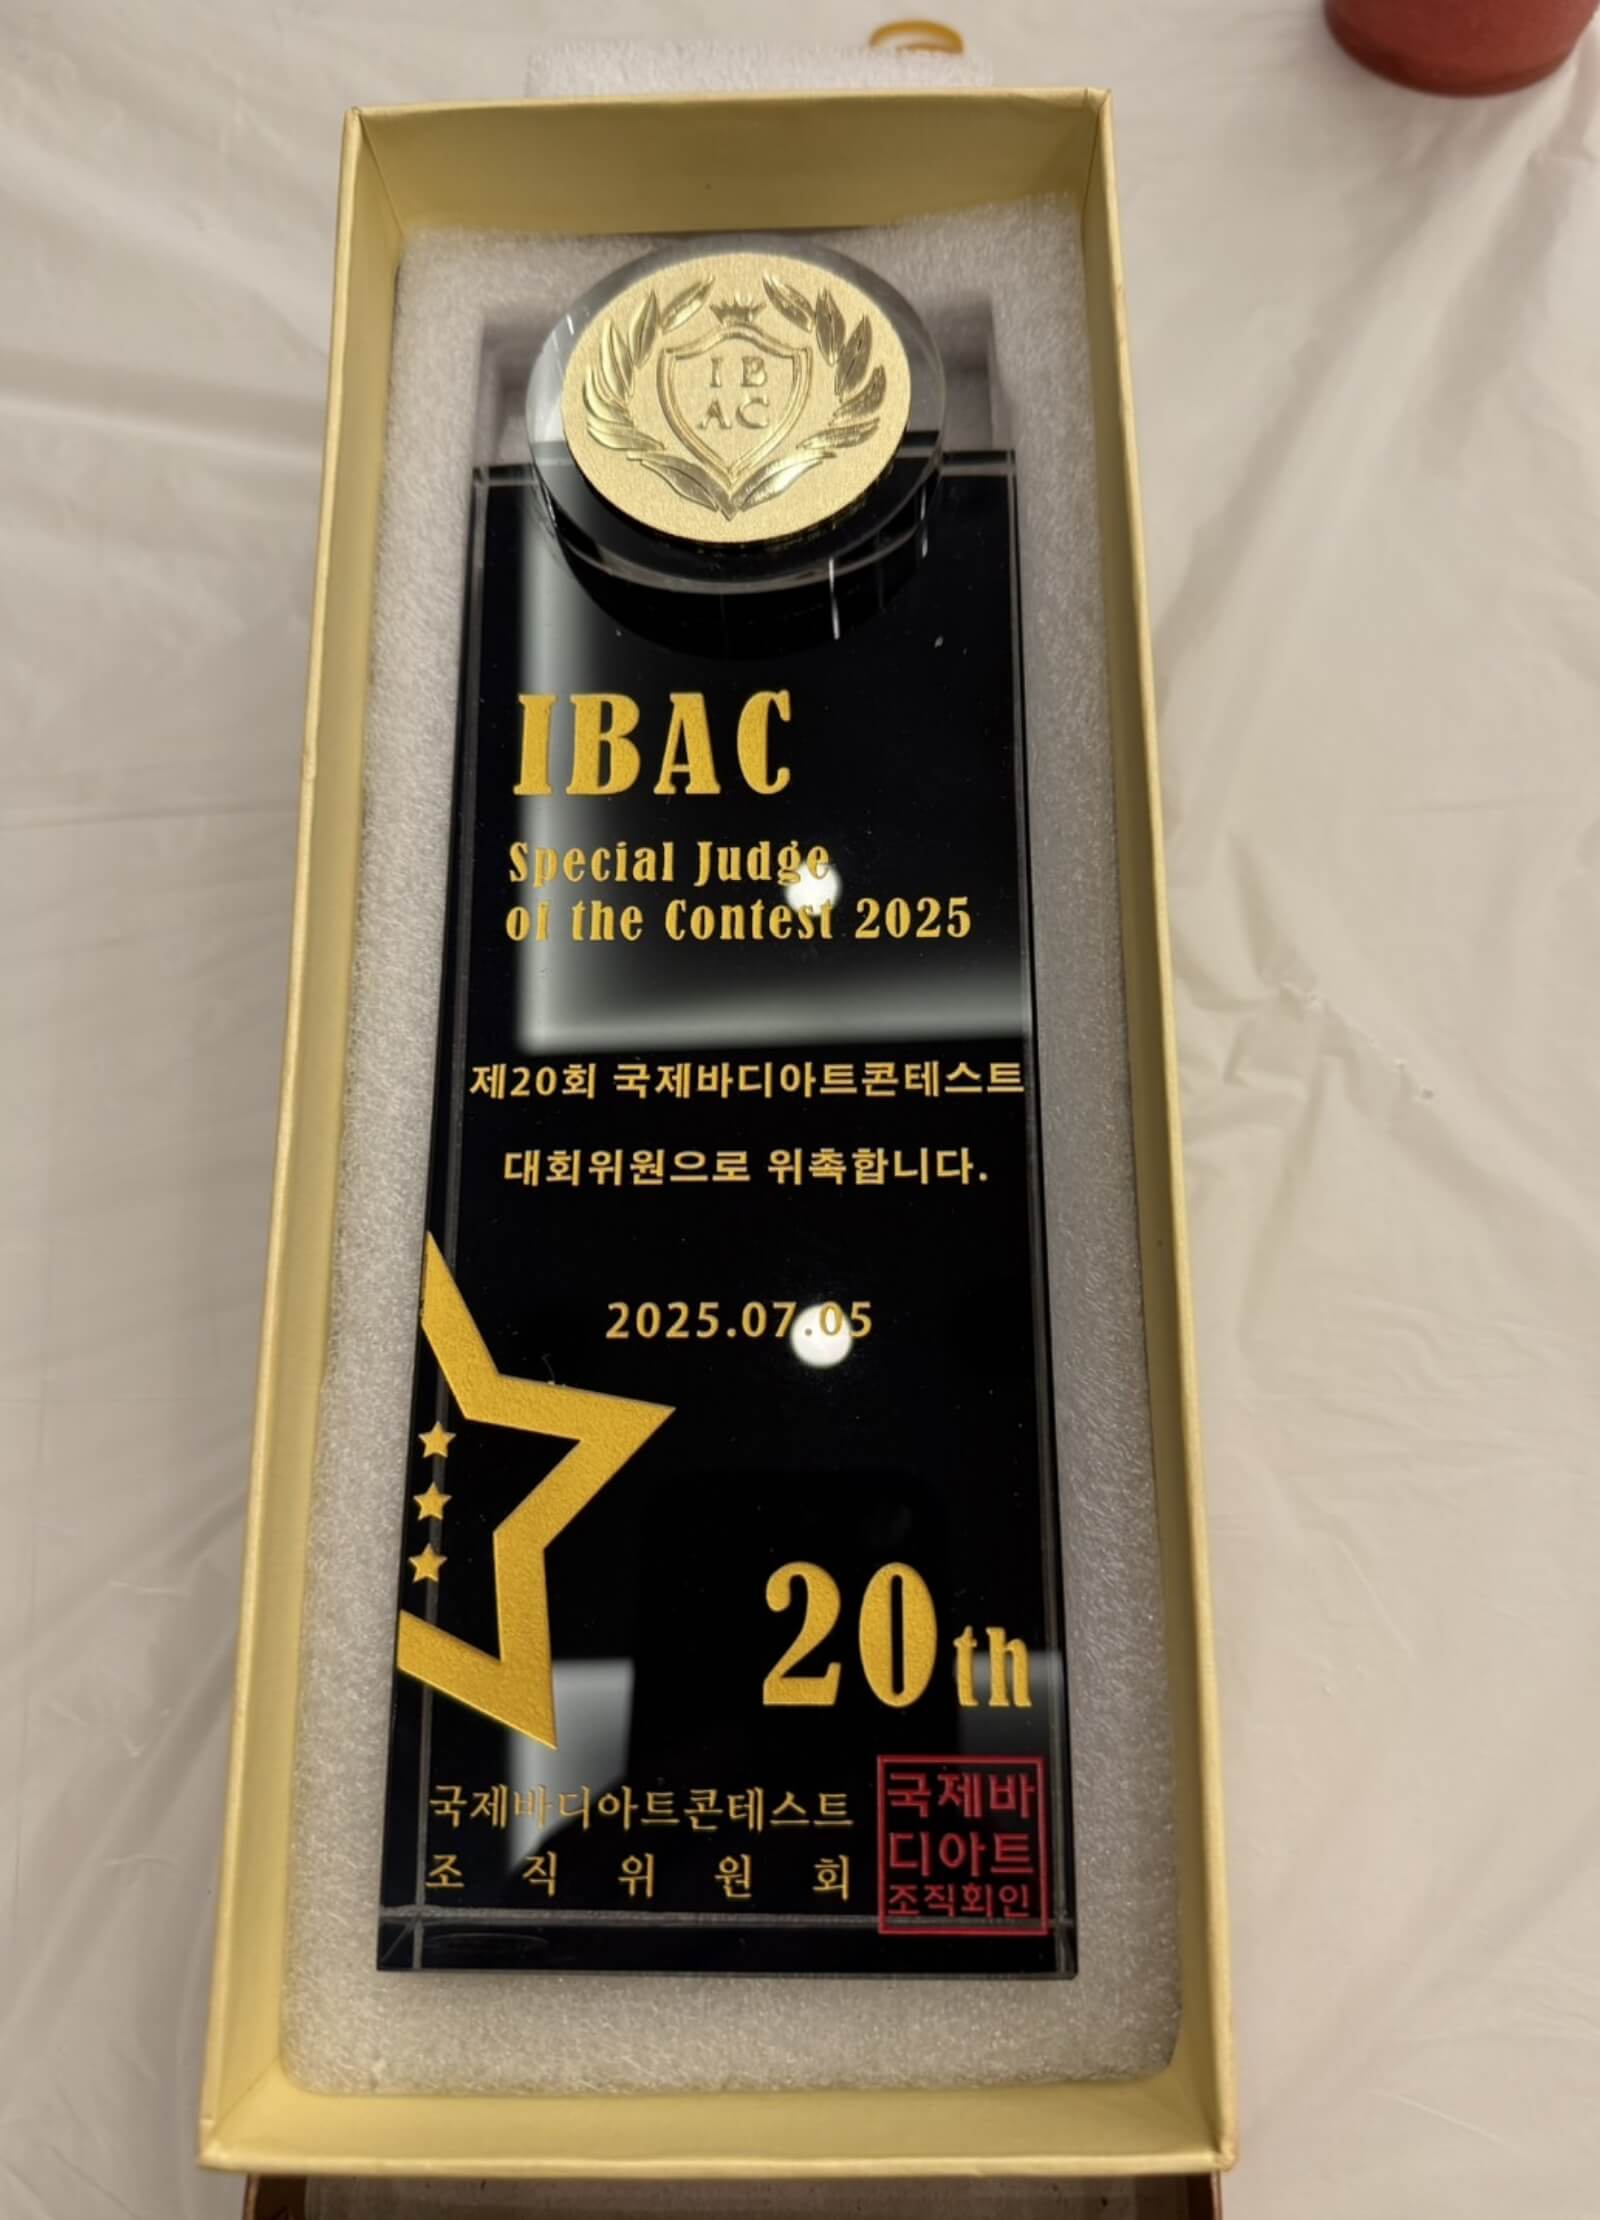 I B
AC
IBAC
Special Judge
of the Contest 2025
제20회 국제바디아트콘테스트
대회위원으로 위촉합니다.
2025.07.05
20th
국제바디아트콘테스트
조 직 위 원 회
국제바
디아트
조직회인